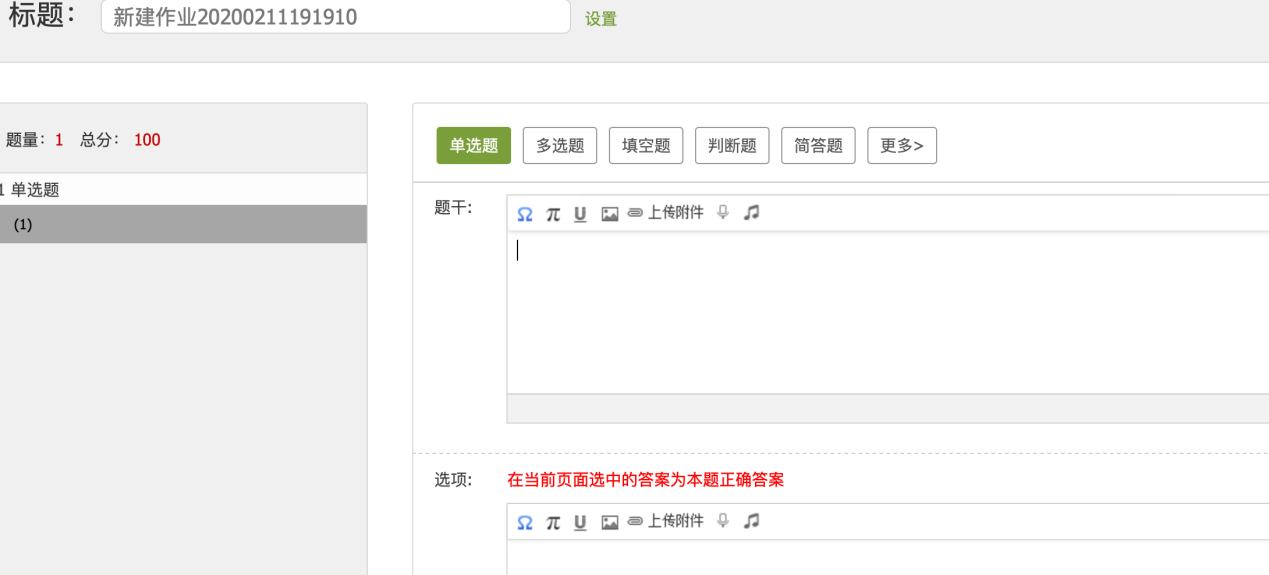 标题： 新建作业20200211191910 设置
题量：1 总分： 100
1 单选题
(1)
单选题 多选题 填空题 判断题 简答题 更多>
题干:
Ω π U 上传附件
选项: 在当前页面选中的答案为本题正确答案
Ω π U 上传附件